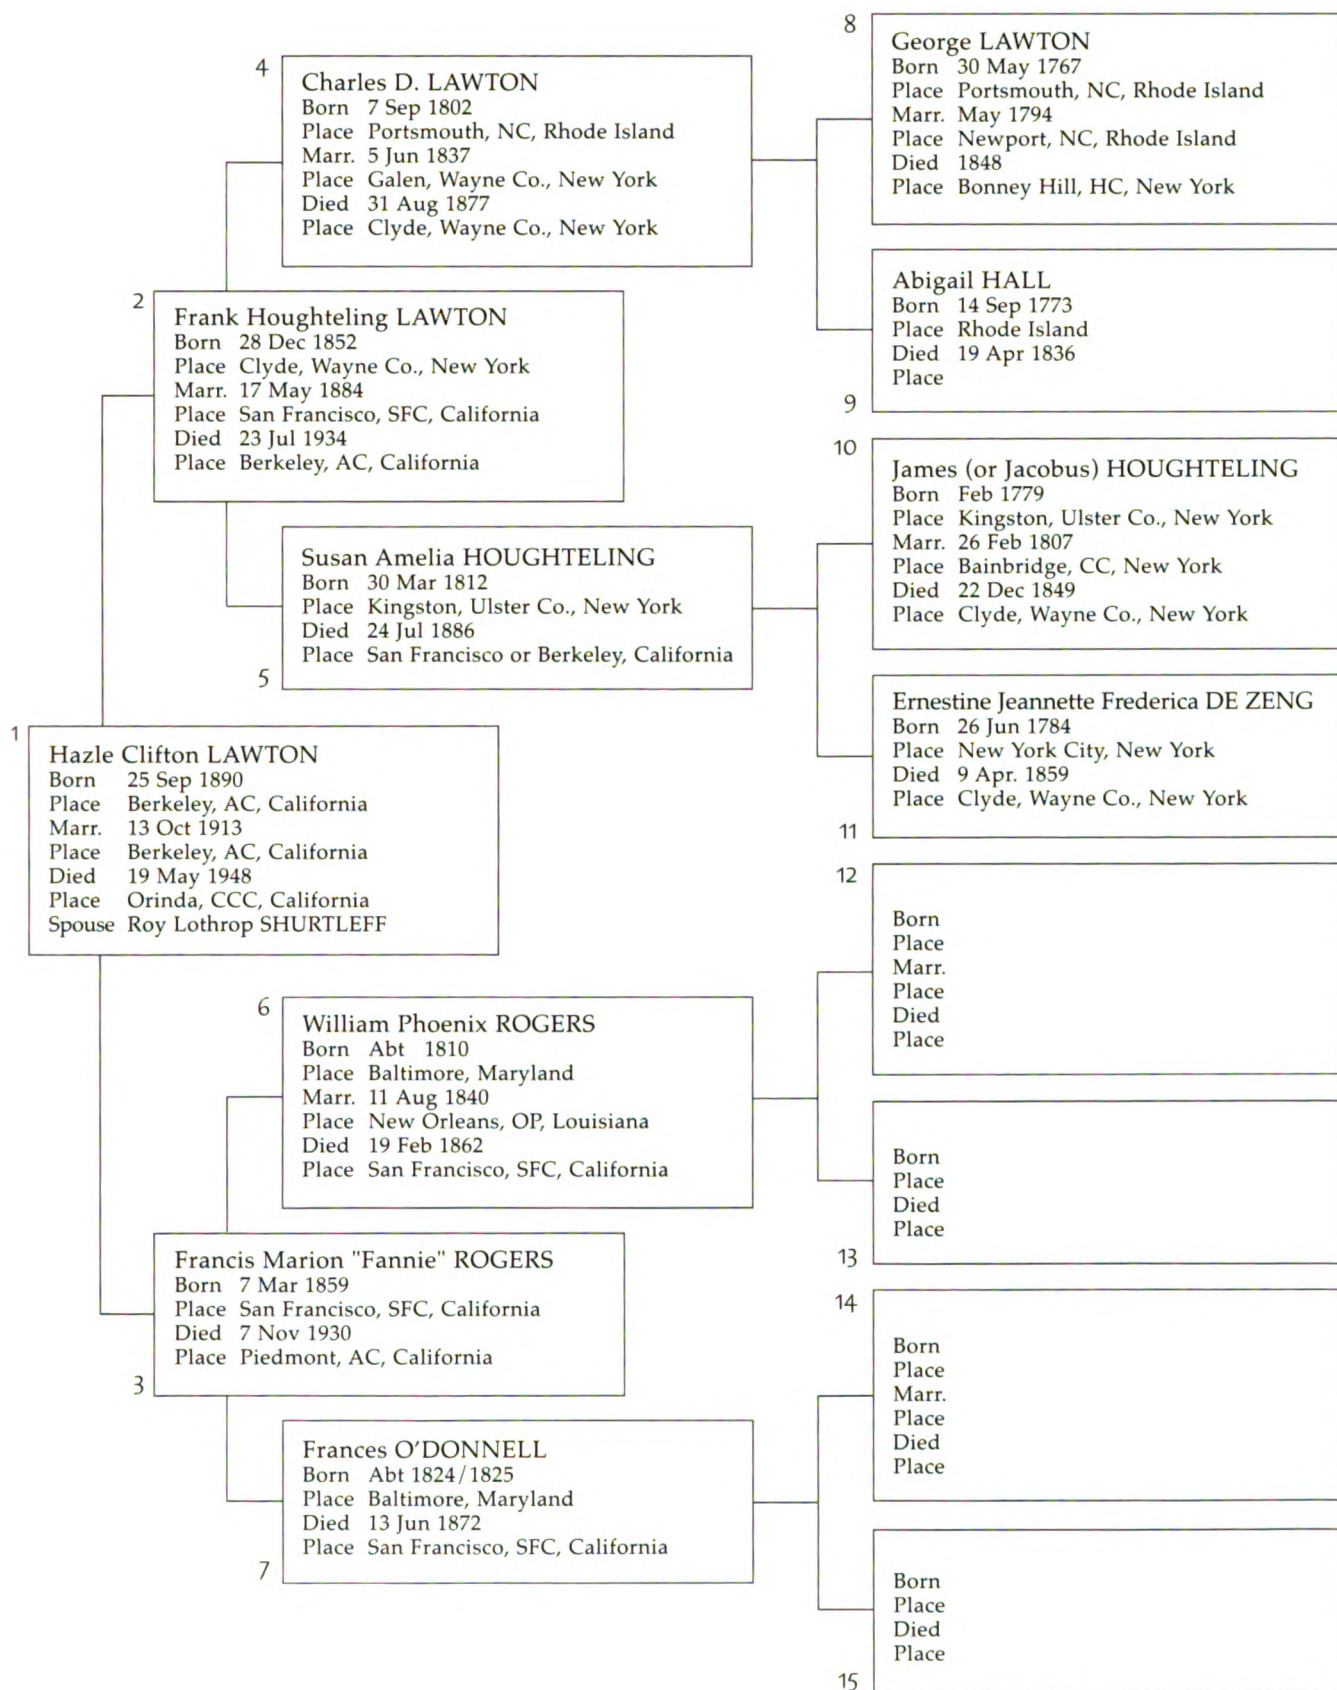 1
Hazle Clifton LAWTON
Born 25 Sep 1890
Place Berkeley, AC, California
Marr. 13 Oct 1913
Place Berkeley, AC, California
Died 19 May 1948
Place Orinda, CCC, California
Spouse Roy Lothrop SHURTLEFF
2
Frank Houghteling LAWTON
Born 28 Dec 1852
Place Clyde, Wayne Co., New York
Marr. 17 May 1884
Place San Francisco, SFC, California
Died 23 Jul 1934
Place Berkeley, AC, California
Francis Marion "Fannie" ROGERS
Born 7 Mar 1859
Place San Francisco, SFC, California
Died 7 Nov 1930
Place Piedmont, AC, California
3
4
Charles D. LAWTON
Born 7 Sep 1802
Place Portsmouth, NC, Rhode Island
Marr. 5 Jun 1837
Place Galen, Wayne Co., New York
Died 31 Aug 1877
Place Clyde, Wayne Co., New York
Susan Amelia HOUGHTELING
Born 30 Mar 1812
Place Kingston, Ulster Co., New York
Died 24 Jul 1886
Place San Francisco or Berkeley, California
5
6
William Phoenix ROGERS
Born Abt 1810
Place Baltimore, Maryland
Marr. 11 Aug 1840
Place New Orleans, OP, Louisiana
Died 19 Feb 1862
Place San Francisco, SFC, California
Frances O'DONNELL
Born Abt 1824/1825
Place Baltimore, Maryland
Died 13 Jun 1872
Place San Francisco, SFC, California
7
8
George LAWTON
Born 30 May 1767
Place Portsmouth, NC, Rhode Island
Marr. May 1794
Place Newport, NC, Rhode Island
Died 1848
Place Bonney Hill, HC, New York
Abigail HALL
Born 14 Sep 1773
Place Rhode Island
Died 19 Apr 1836
Place
9
10
James (or Jacobus) HOUGHTELING
Born Feb 1779
Place Kingston, Ulster Co., New York
Marr. 26 Feb 1807
Place Bainbridge, CC, New York
Died 22 Dec 1849
Place Clyde, Wayne Co., New York
Ernestine Jeannette Frederica DE ZENG
Born 26 Jun 1784
Place New York City, New York
Died 9 Apr. 1859
Place Clyde, Wayne Co., New York
11
12
Born
Place
Marr.
Place
Died
Place
Born
Place
Died
Place
13
14
Born
Place
Marr.
Place
Died
Place
Born
Place
Died
Place
15